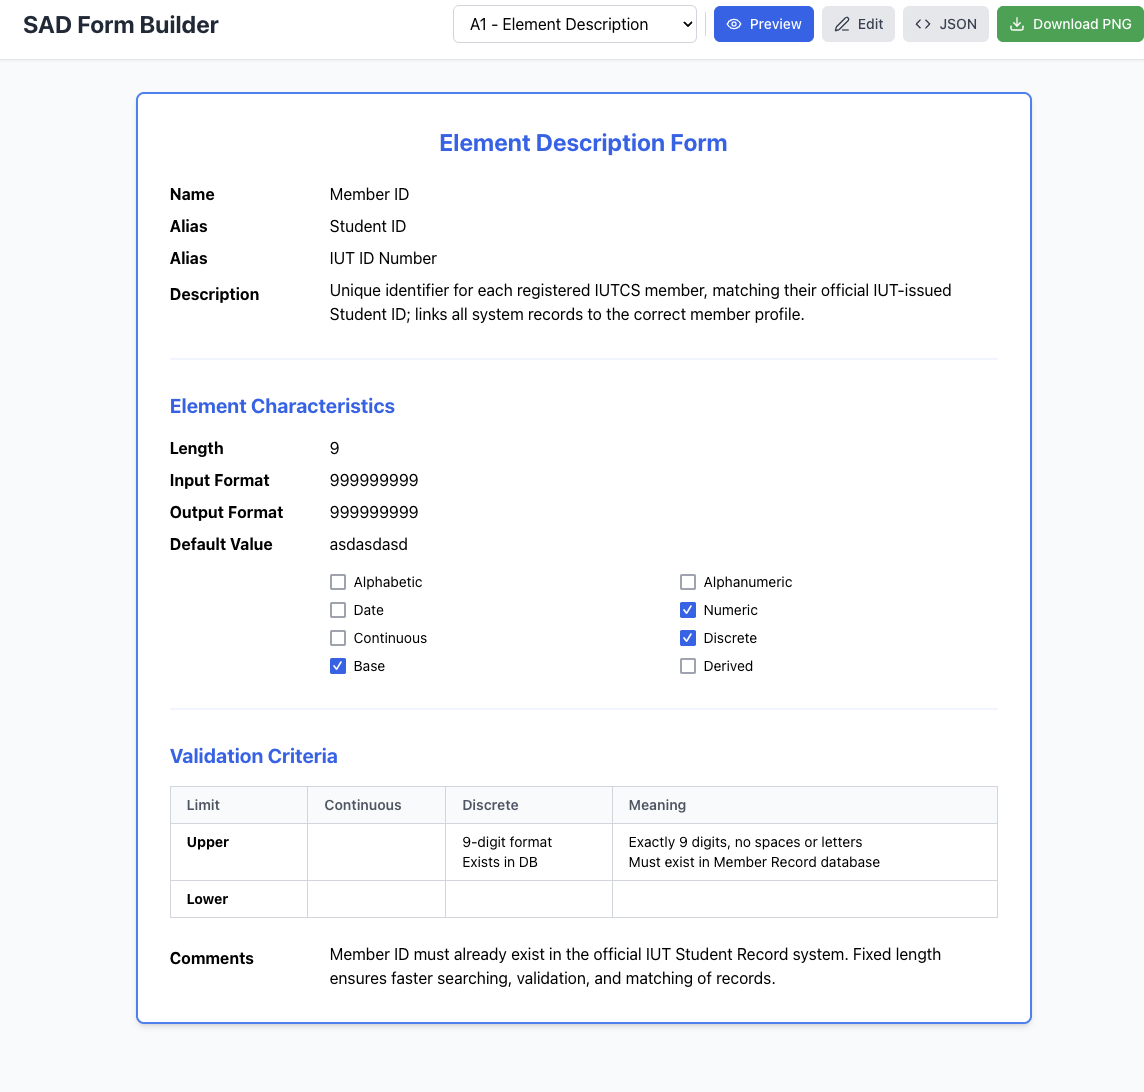 SAD Form Builder
A1 - Element Description
Preview
Edit
JSON
Download PNG
Element Description Form
Name Member ID
Alias Student ID
Alias IUT ID Number
Description Unique identifier for each registered IUTCS member, matching their official IUT-issued
Student ID; links all system records to the correct member profile.
Element Characteristics
Length 9
Input Format 999999999
Output Format 999999999
Default Value asdasdasd
Alphabetic Alphanumeric
Date Numeric
Continuous Discrete
Base Derived
Validation Criteria
Limit Continuous Discrete Meaning
Upper 9-digit format Exactly 9 digits, no spaces or letters
Exists in DB Must exist in Member Record database
Lower
Comments Member ID must already exist in the official IUT Student Record system. Fixed length
ensures faster searching, validation, and matching of records.